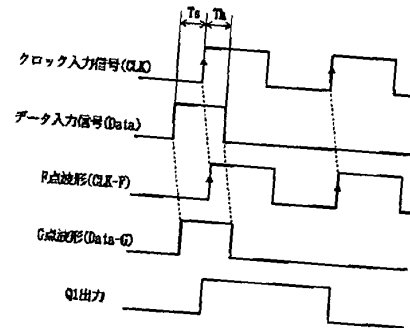 Ts Th
クロック入力信号(CLK)
データ入力信号(Data)
F点波形(CLK-F)
G点波形(Data-G)
Q1出力